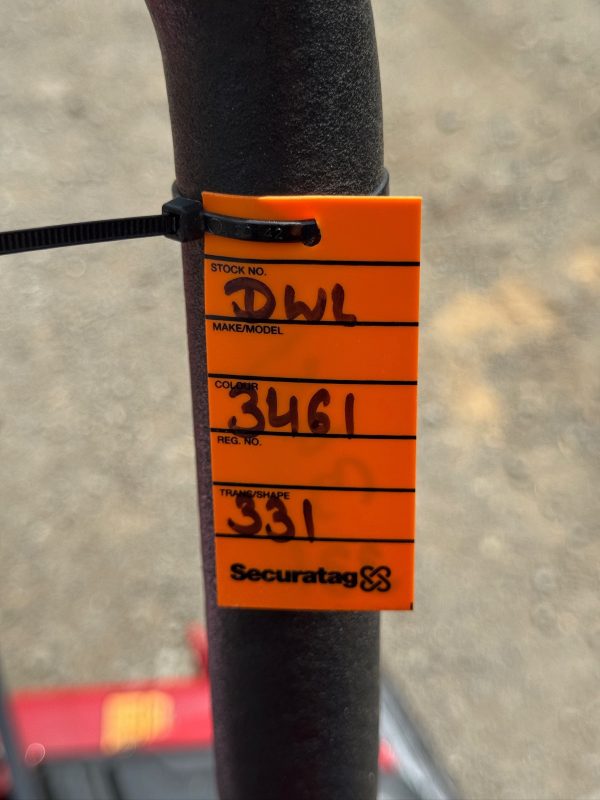 STOCK NO.
DWL
MAKE/MODEL
COLOUR
3461
REG. NO.
TRANS/SHAPE
331
Securatag